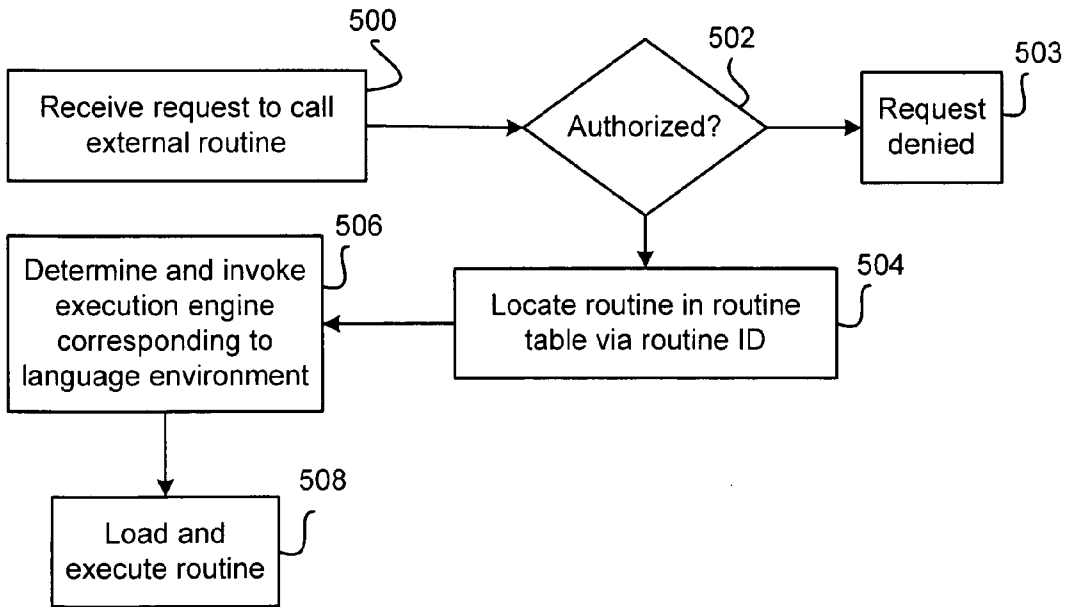 500
Receive request to call
external routine
502
Authorized?
503
Request
denied
504
Locate routine in routine
table via routine ID
506
Determine and invoke
execution engine
corresponding to
language environment
508
Load and
execute routine